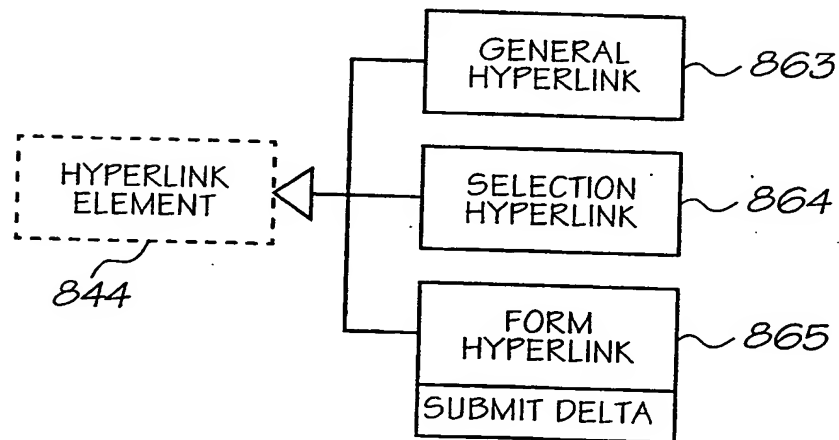 GENERAL
HYPERLINK
863
HYPERLINK
ELEMENT
844
SELECTION
HYPERLINK
864
FORM
HYPERLINK
865
SUBMIT DELTA